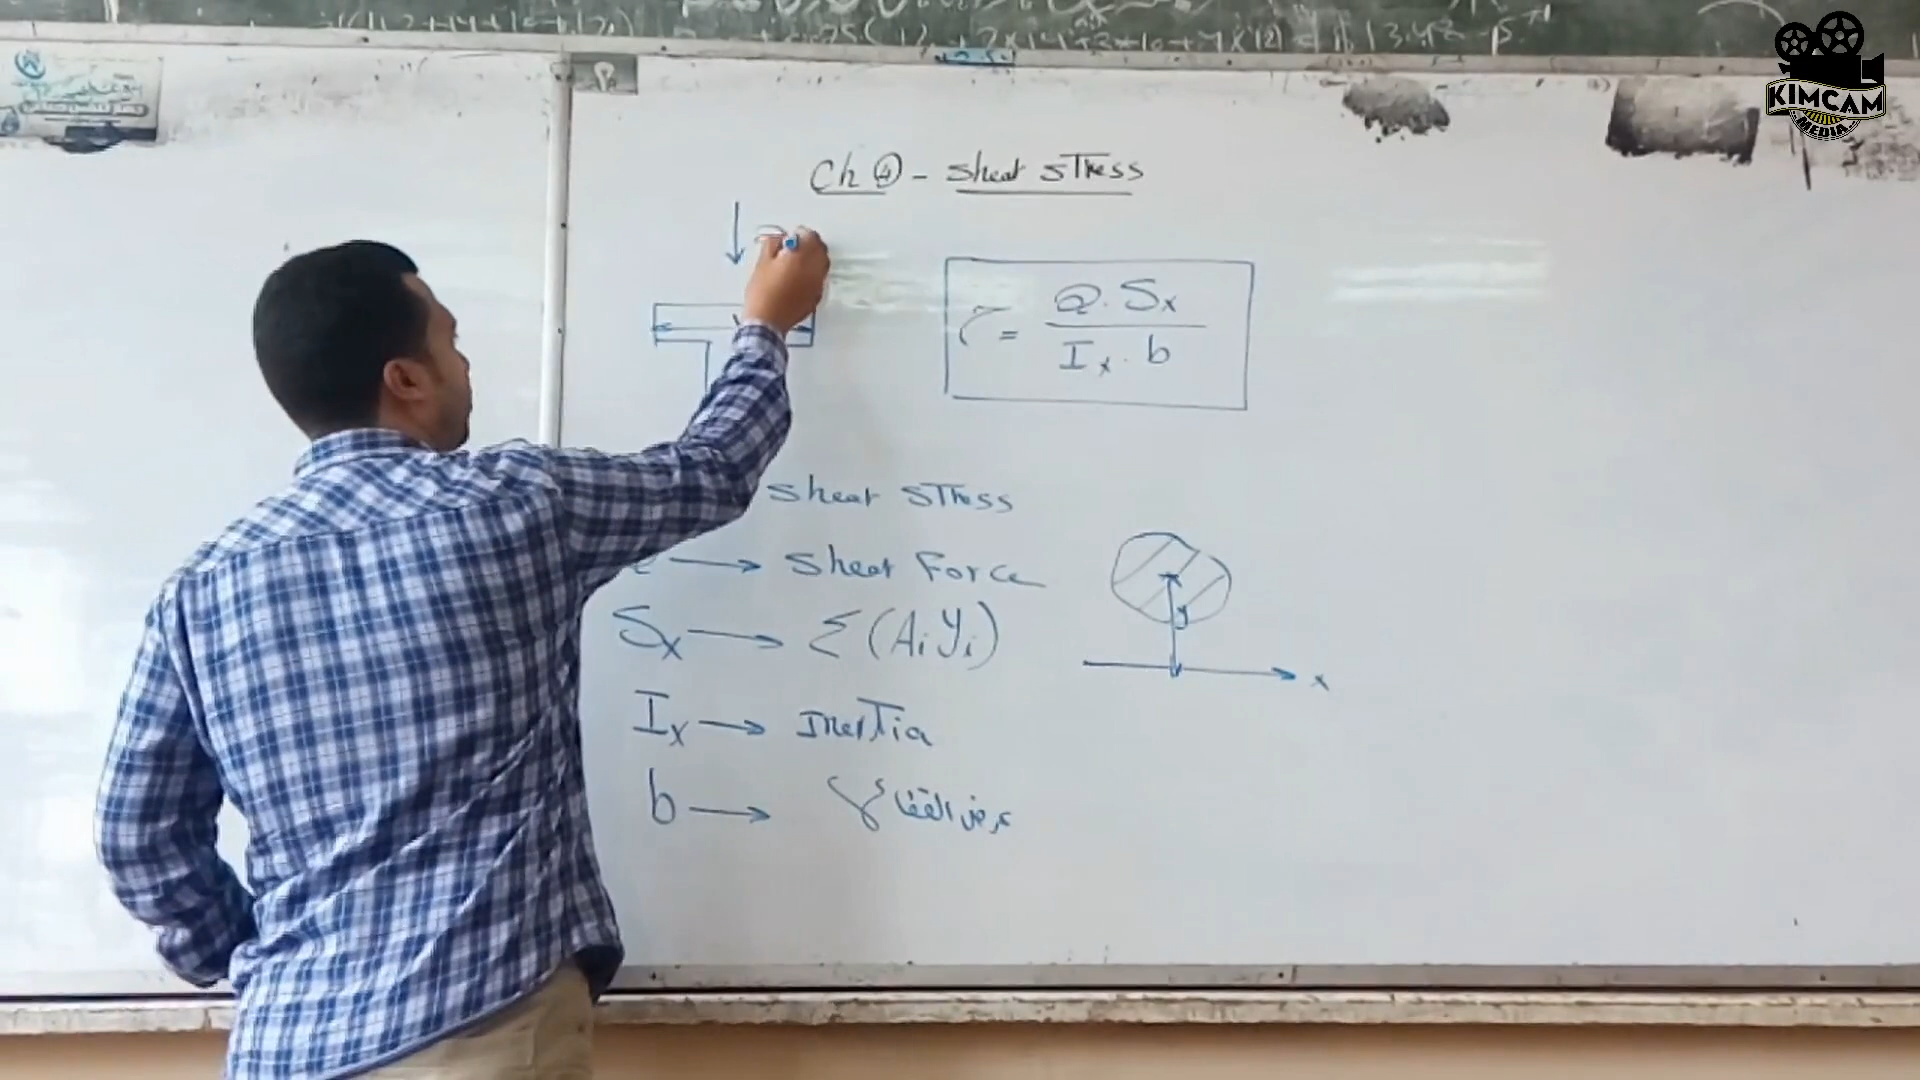 KIMCAM
MEDIA
Ch ④ - Shear Stress
τ = Q . Sx / Ix . b
Shear Stress
Shear Force
Sx → Σ(Ai yi)
y
x
Ix → Inertia
b → عرض القطاع